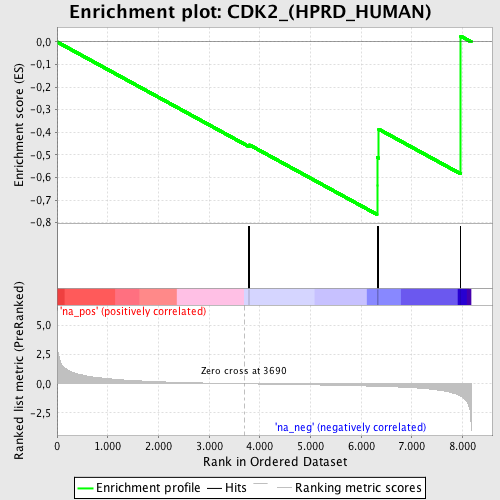 Enrichment plot: CDK2_(HPRD_HUMAN)
Enrichment score (ES)
0,0
-0,1
-0,2
-0,3
-0,4
-0,5
-0,6
-0,7
-0,8
'na_pos' (positively correlated)
Ranked list metric (PreRanked)
5,0
2,5
0,0
-2,5
Zero cross at 3690
'na_neg' (negatively correlated)
0 1.000 2.000 3.000 4.000 5.000 6.000 7.000 8.000
Rank in Ordered Dataset
Enrichment profile Hits Ranking metric scores